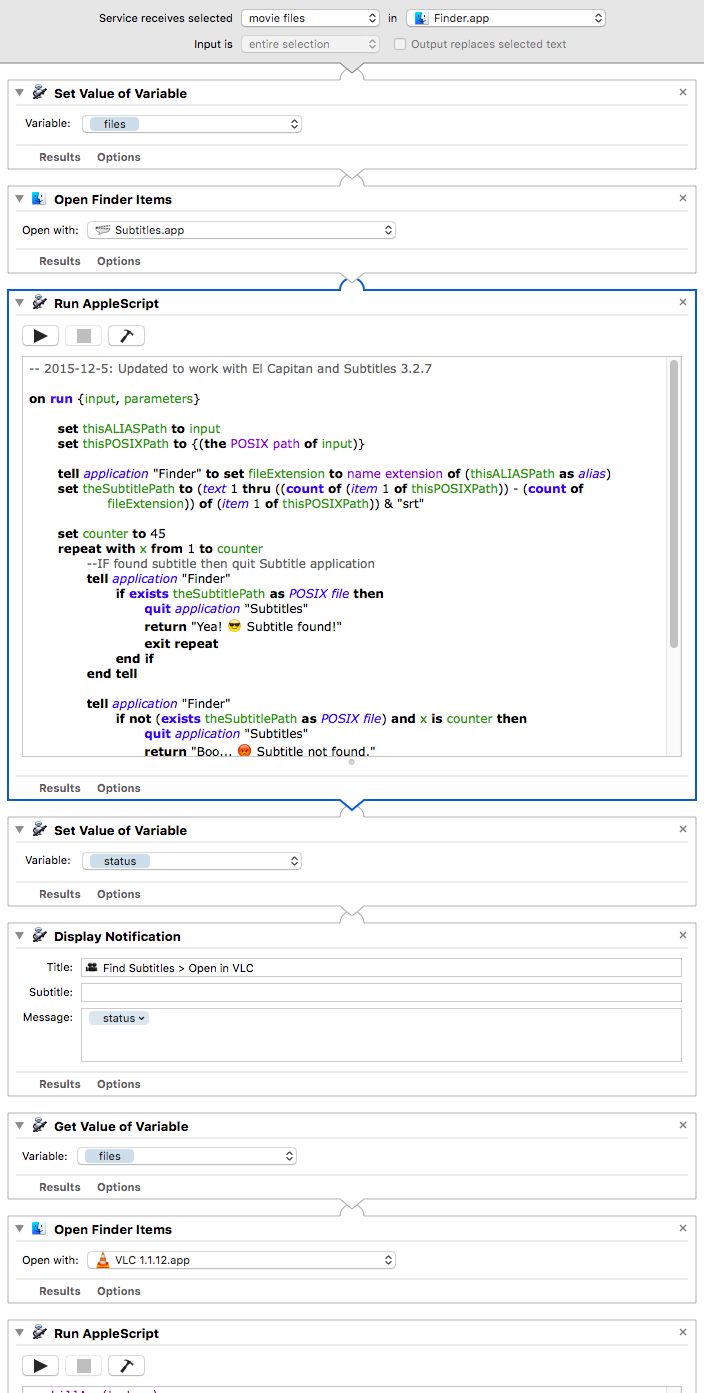 Service receives selected movie files in Finder.app
Input is entire selection Output replaces selected text
Set Value of Variable
Variable: files
Results Options
Open Finder Items
Open with: Subtitles.app
Results Options
Run AppleScript
-- 2015-12-5: Updated to work with El Capitan and Subtitles 3.2.7
on run {input, parameters}
set thisALIASPath to input
set thisPOSIXPath to {(the POSIX path of input)}
tell application "Finder" to set fileExtension to name extension of (thisALIASPath as alias)
set theSubtitlePath to (text 1 thru ((count of (item 1 of thisPOSIXPath)) - (count of
fileExtension)) of (item 1 of thisPOSIXPath)) & "srt"
set counter to 45
repeat with x from 1 to counter
--IF found subtitle then quit Subtitle application
tell application "Finder"
if exists theSubtitlePath as POSIX file then
quit application "Subtitles"
return "Yea! 😎 Subtitle found!"
exit repeat
end if
end tell
tell application "Finder"
if not (exists theSubtitlePath as POSIX file) and x is counter then
quit application "Subtitles"
return "Boo... 😡 Subtitle not found."
Results Options
Set Value of Variable
Variable: status
Results Options
Display Notification
Title: 🎥 Find Subtitles > Open in VLC
Subtitle:
Message: status
Results Options
Get Value of Variable
Variable: files
Results Options
Open Finder Items
Open with: VLC 1.1.12.app
Results Options
Run AppleScript